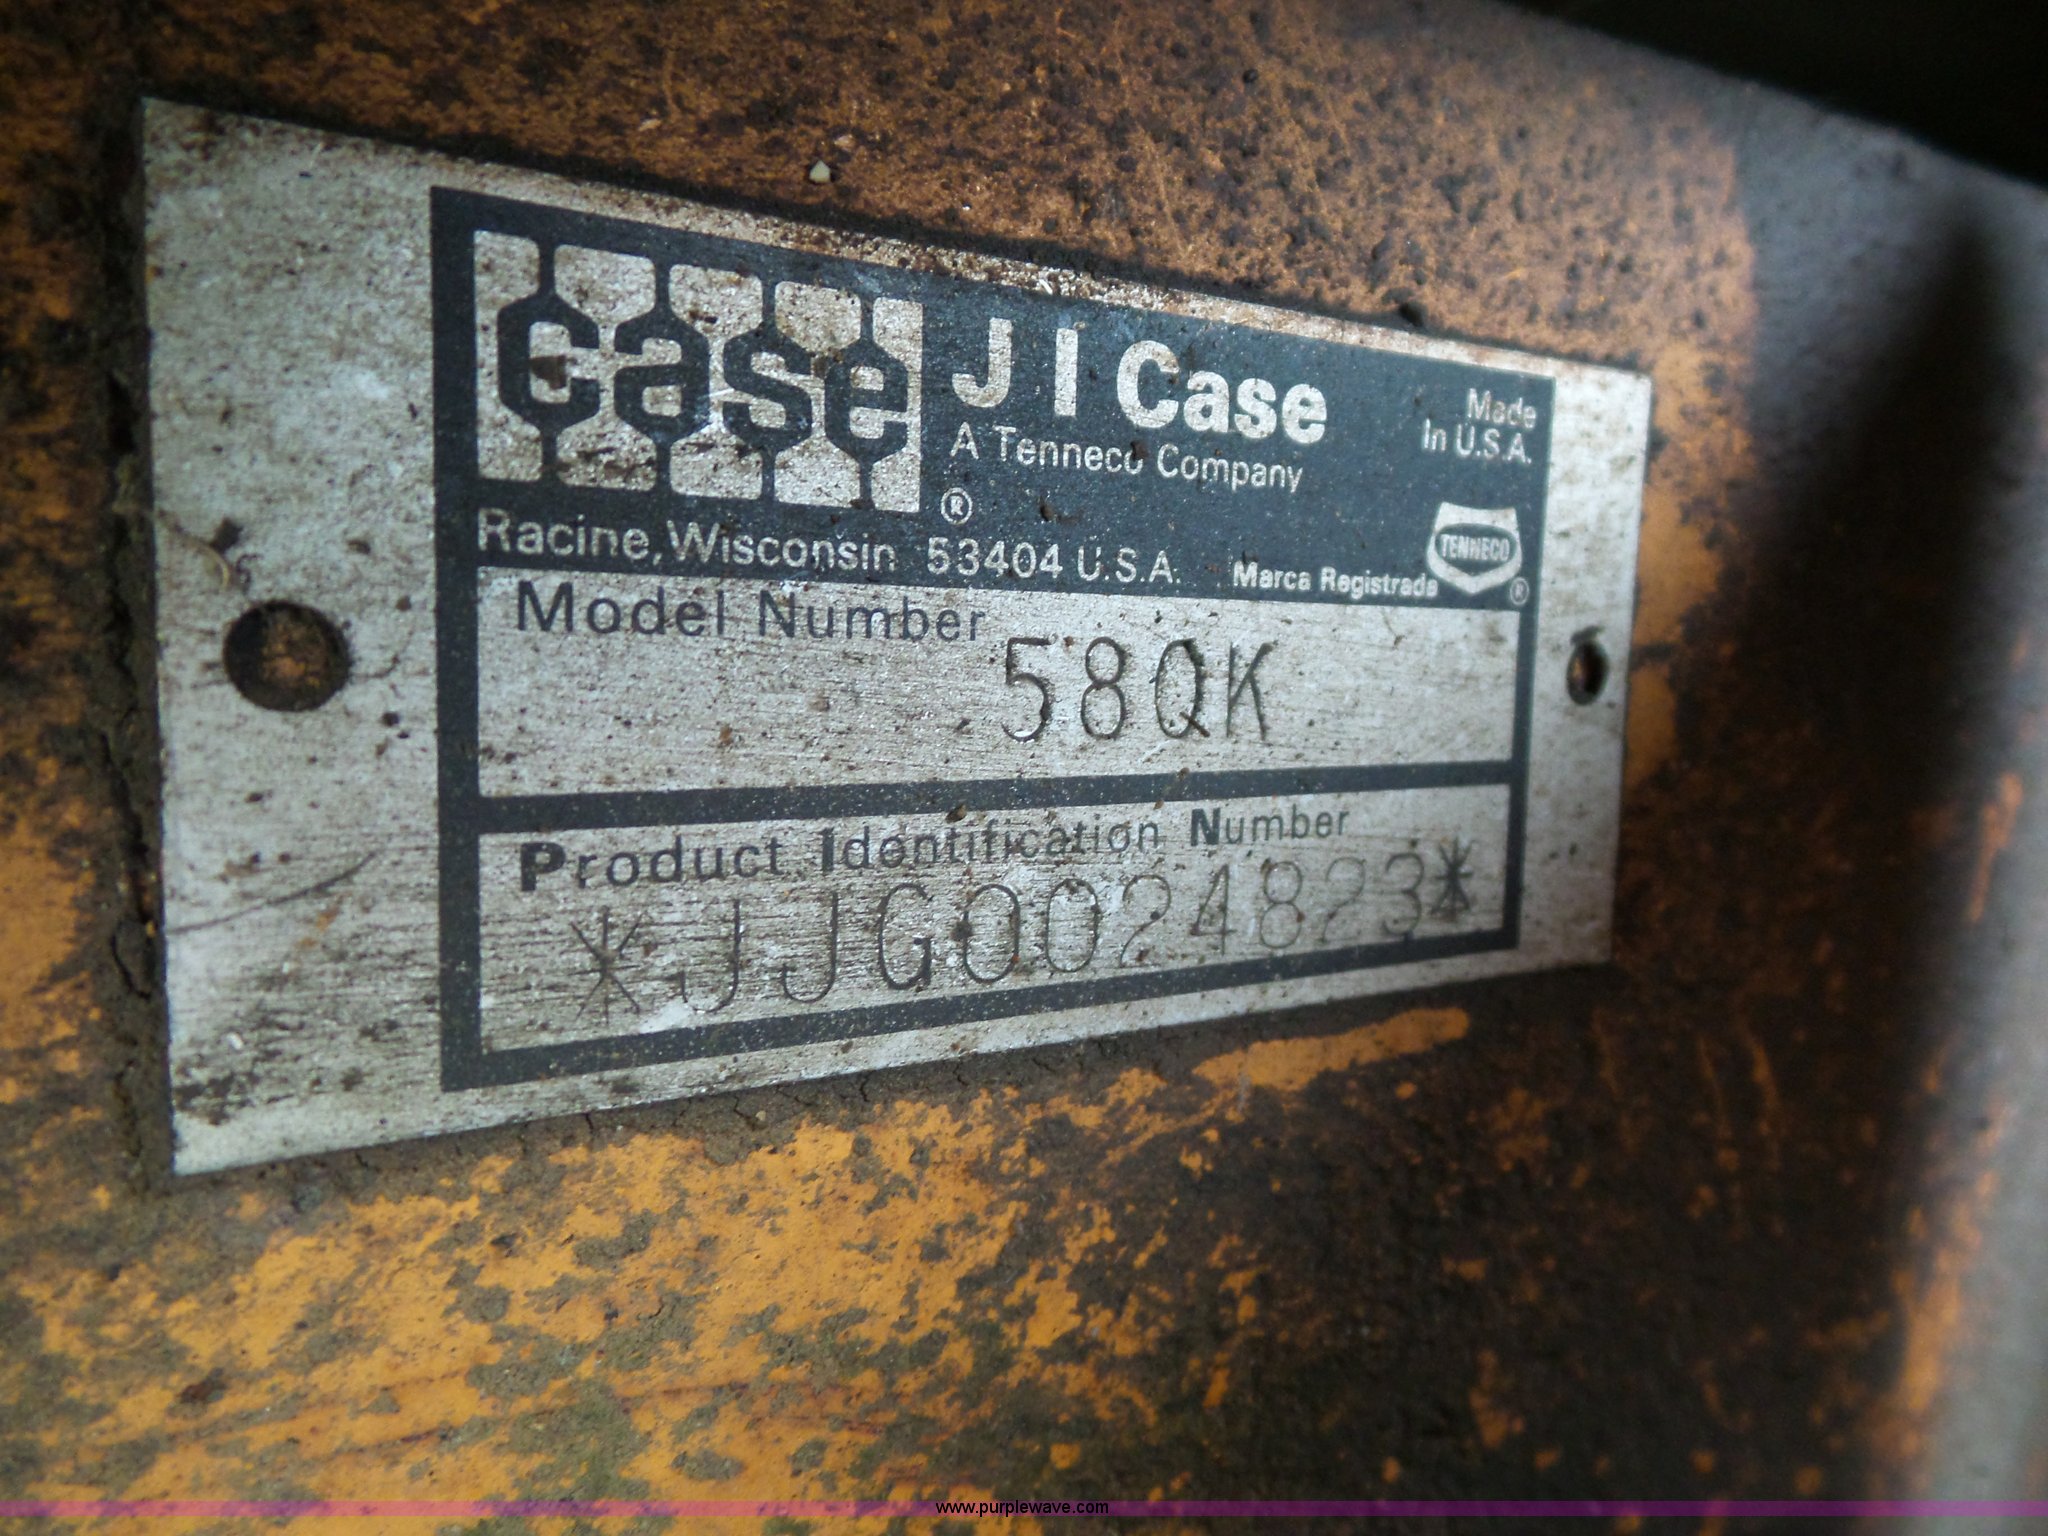 case
J I Case
A Tenneco Company
®
Made
In U.S.A.
Racine, Wisconsin 53404 U.S.A.
Marca Registrada
TENNECO
®
Model Number
58QK
Product Identification Number
*JJG0024823*
www.purplewave.com